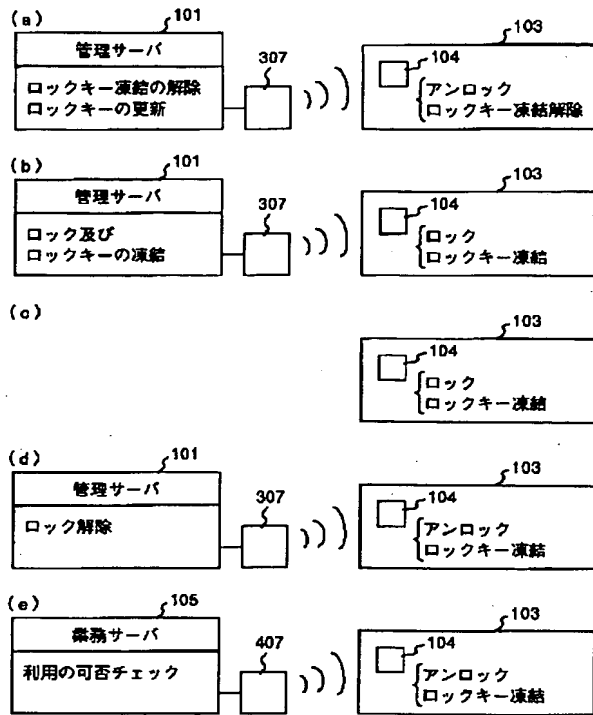 (a)
101
管理サーバ
ロックキー凍結の解除
ロックキーの更新
307
103
104
アンロック
ロックキー凍結解除
(b)
101
管理サーバ
ロック及び
ロックキーの凍結
307
103
104
ロック
ロックキー凍結
(c)
103
104
ロック
ロックキー凍結
(d)
101
管理サーバ
ロック解除
307
103
104
アンロック
ロックキー凍結
(e)
105
業務サーバ
利用の可否チェック
407
103
104
アンロック
ロックキー凍結